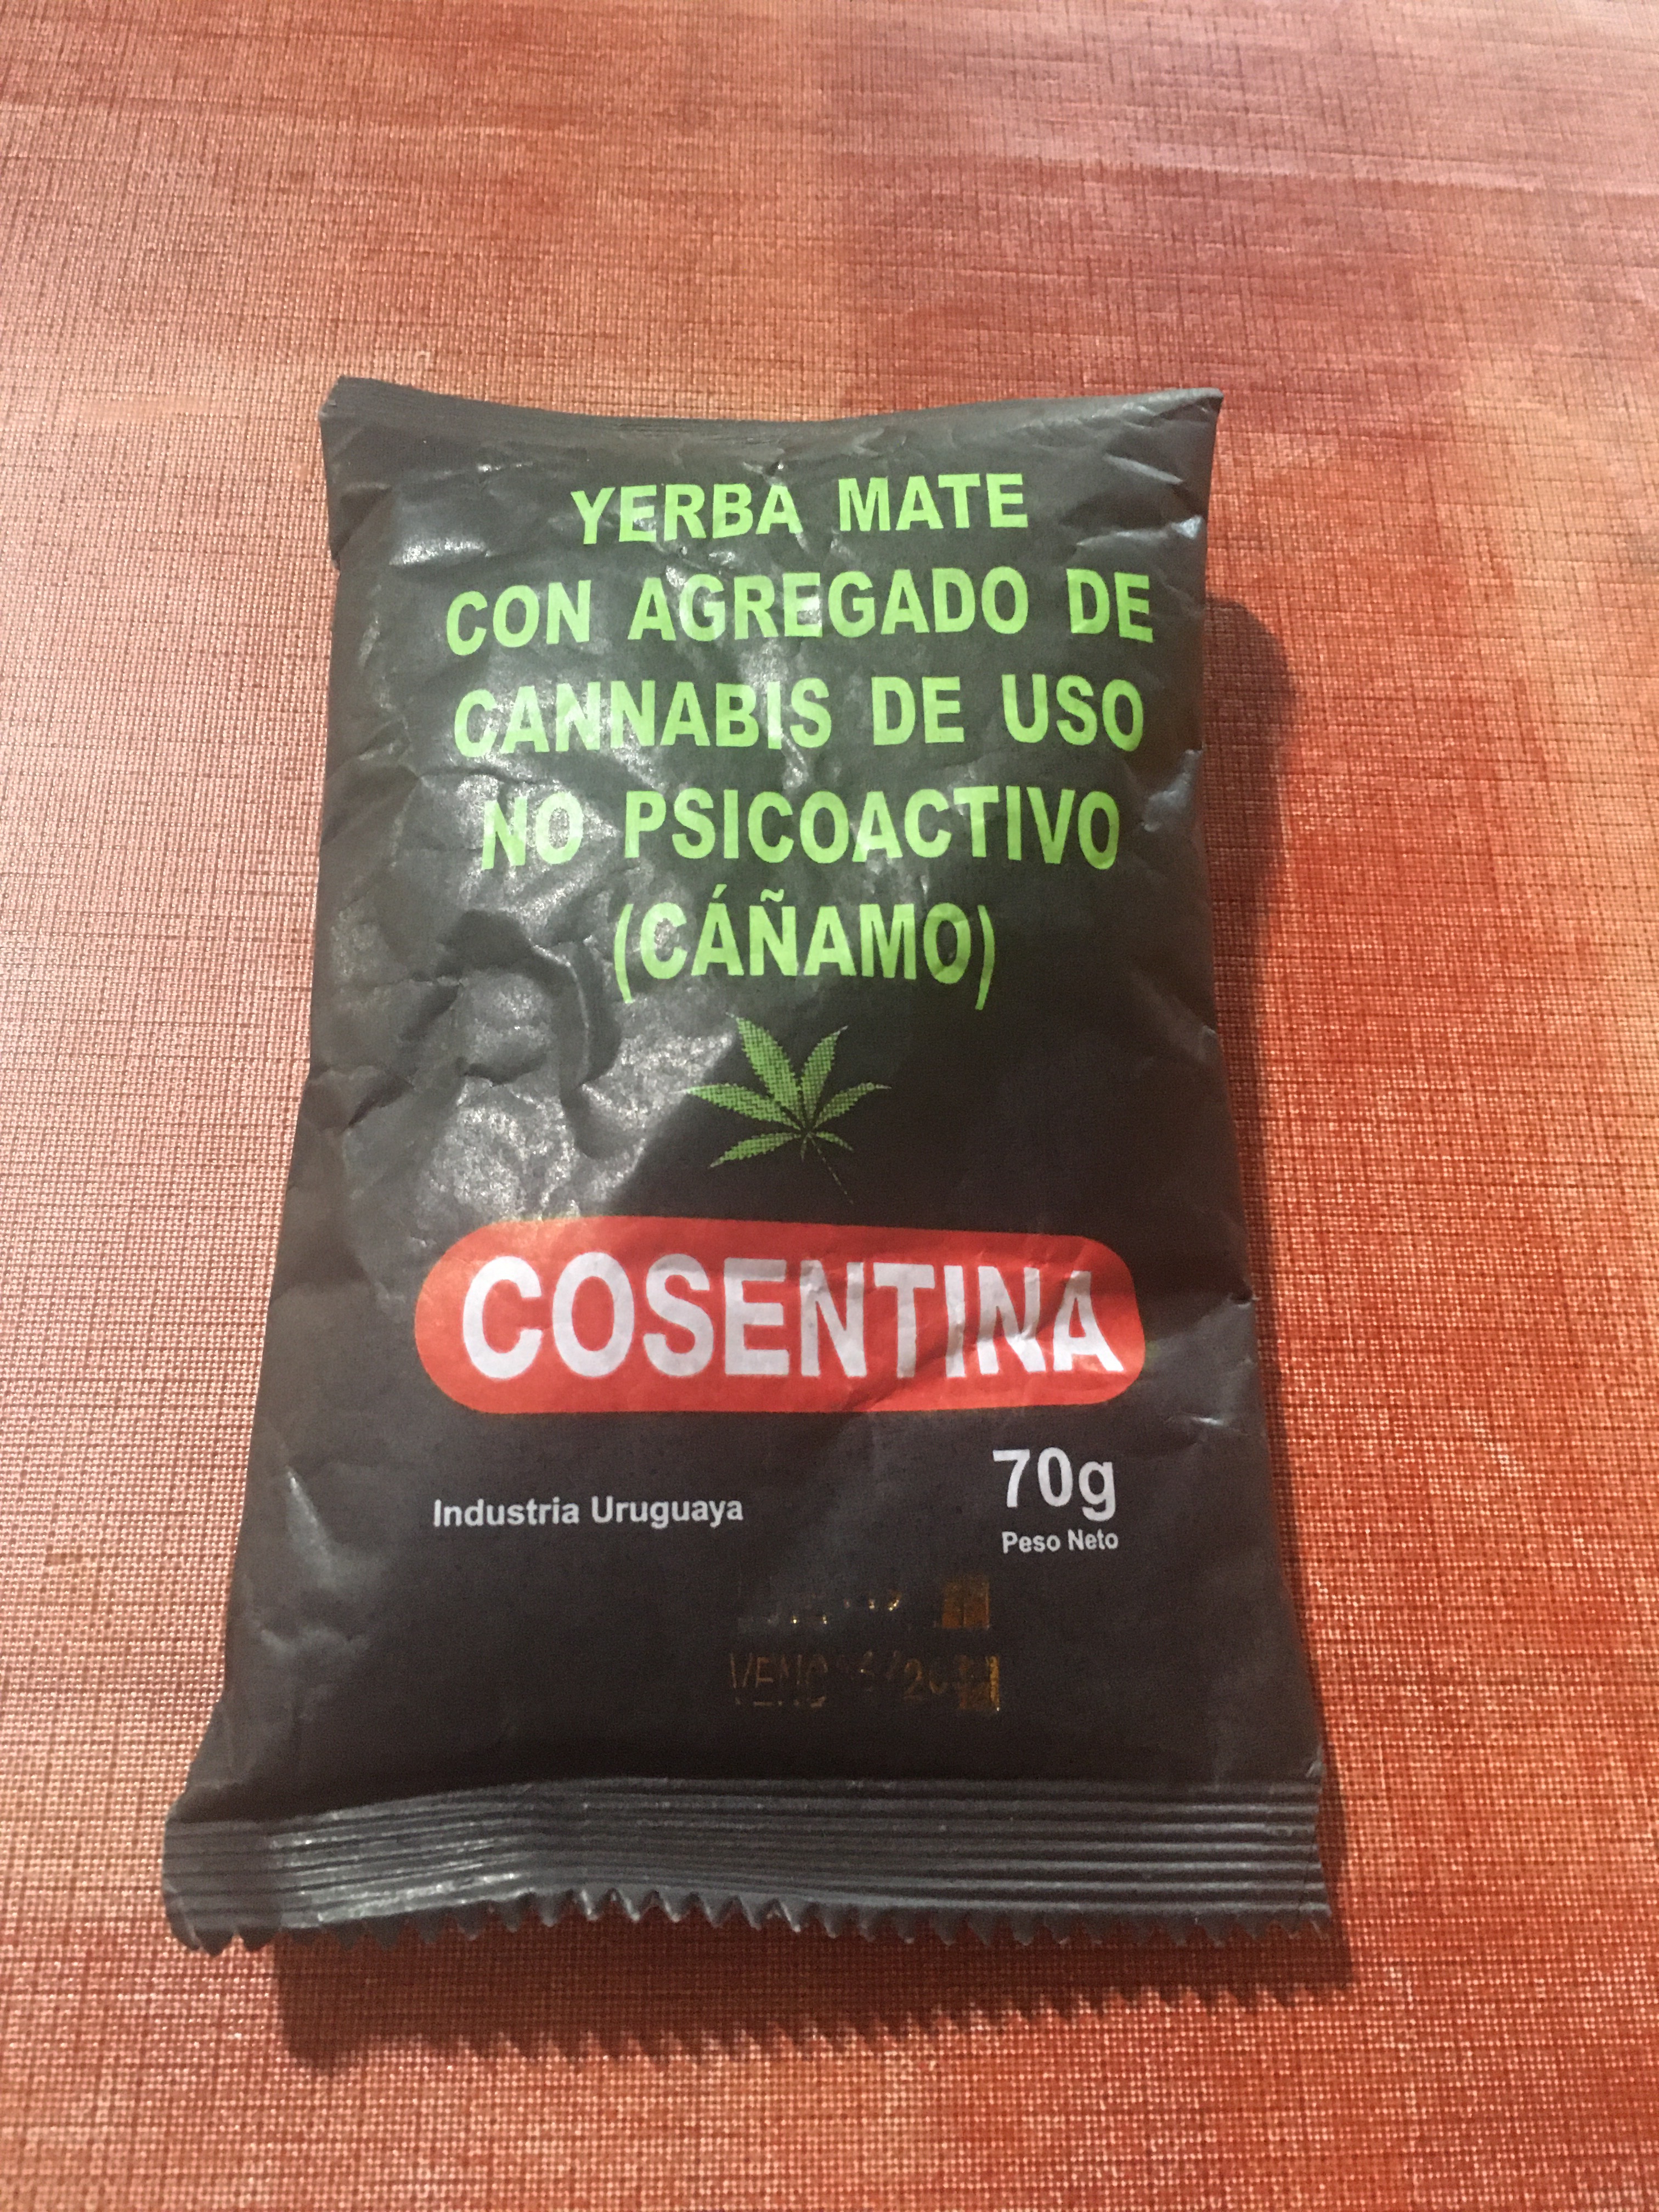 YERBA MATE
CON AGREGADO DE
CANNABIS DE USO
NO PSICOACTIVO
(CÁÑAMO)
COSENTINA
70g
Industria Uruguaya
Peso Neto